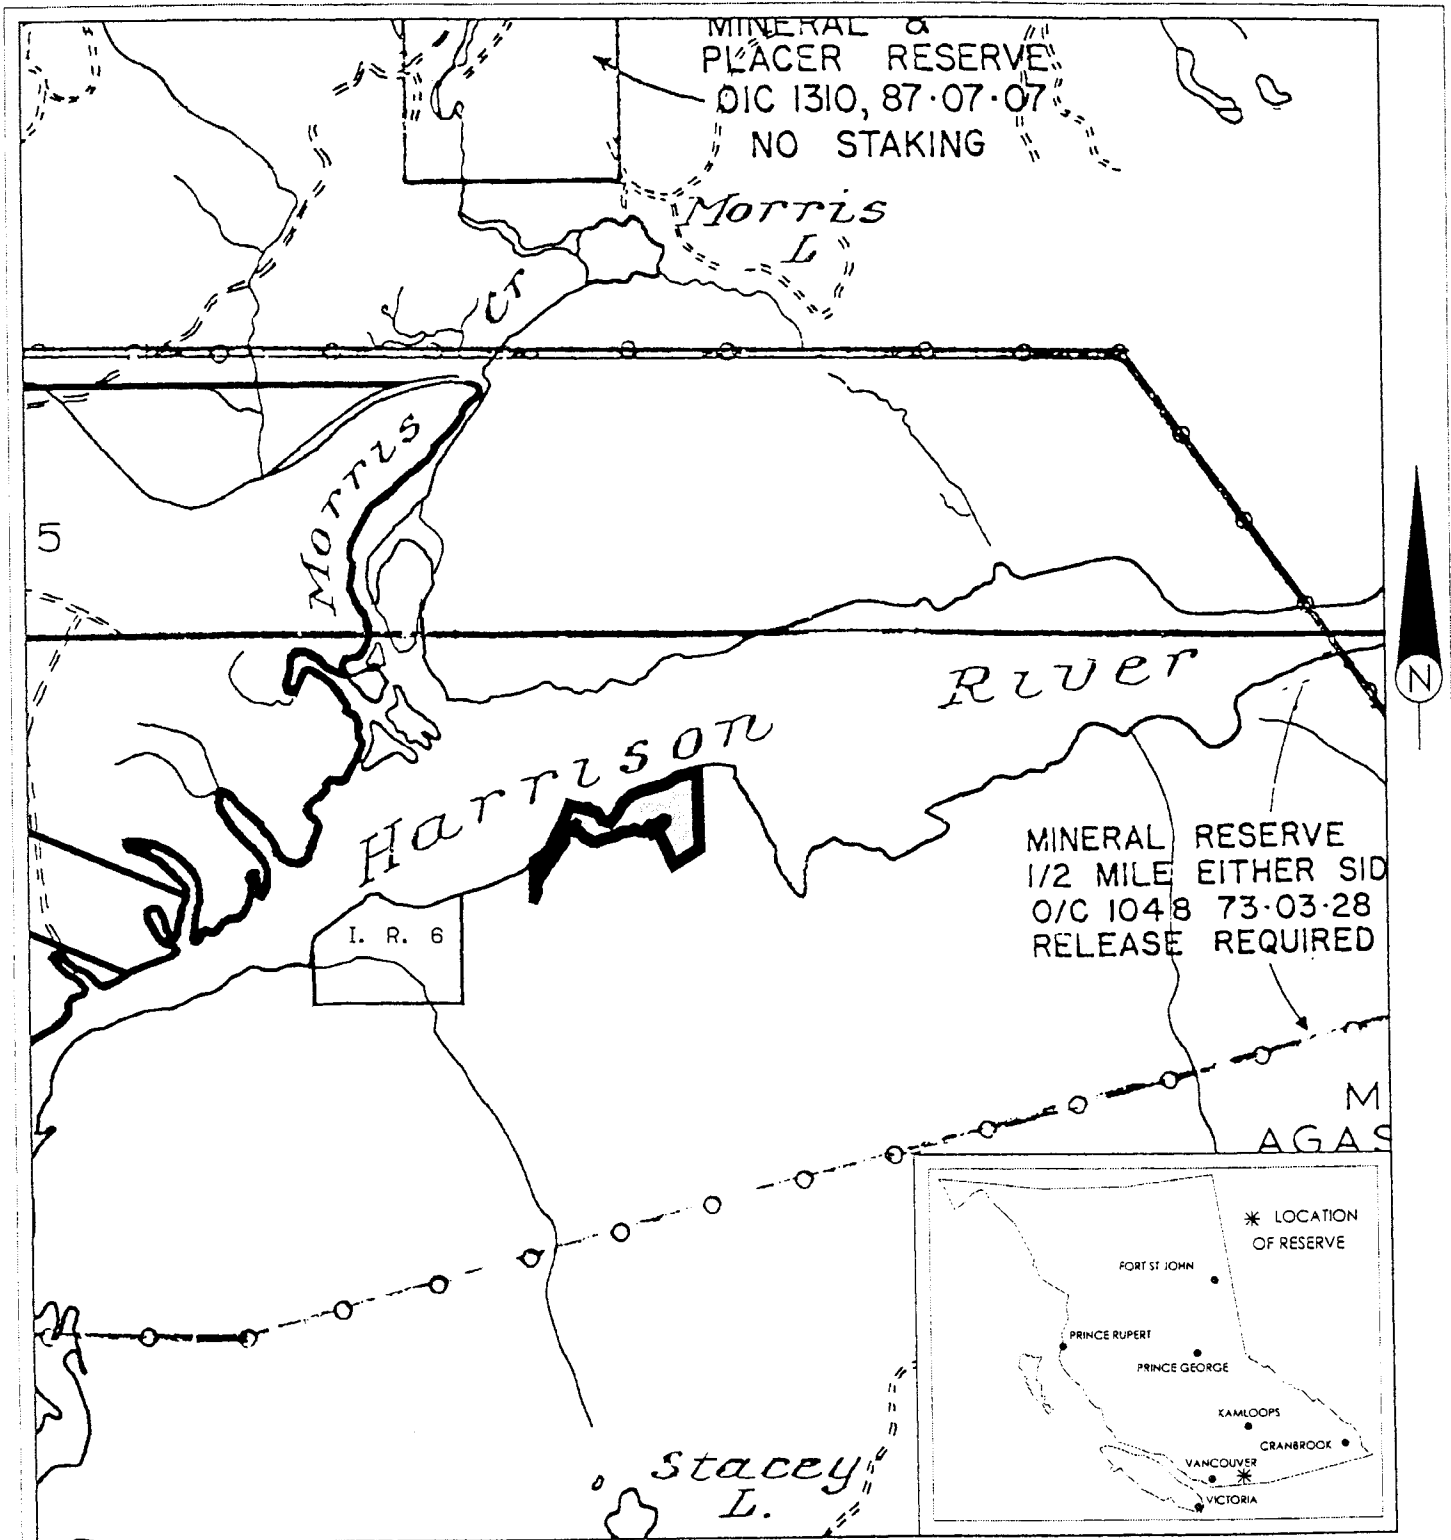 MINERAL &
PLACER RESERVE
OIC 1310, 87·07·07
NO STAKING
Morris
L
Cr
Morris
5
River
N
Harrison
MINERAL RESERVE
1/2 MILE EITHER SID
O/C 1048 73·03·28
RELEASE REQUIRED
I. R. 6
M
AGAS
* LOCATION
OF RESERVE
FORT ST JOHN
PRINCE RUPERT
PRINCE GEORGE
KAMLOOPS
CRANBROOK
VANCOUVER
VICTORIA
Stacey
L.